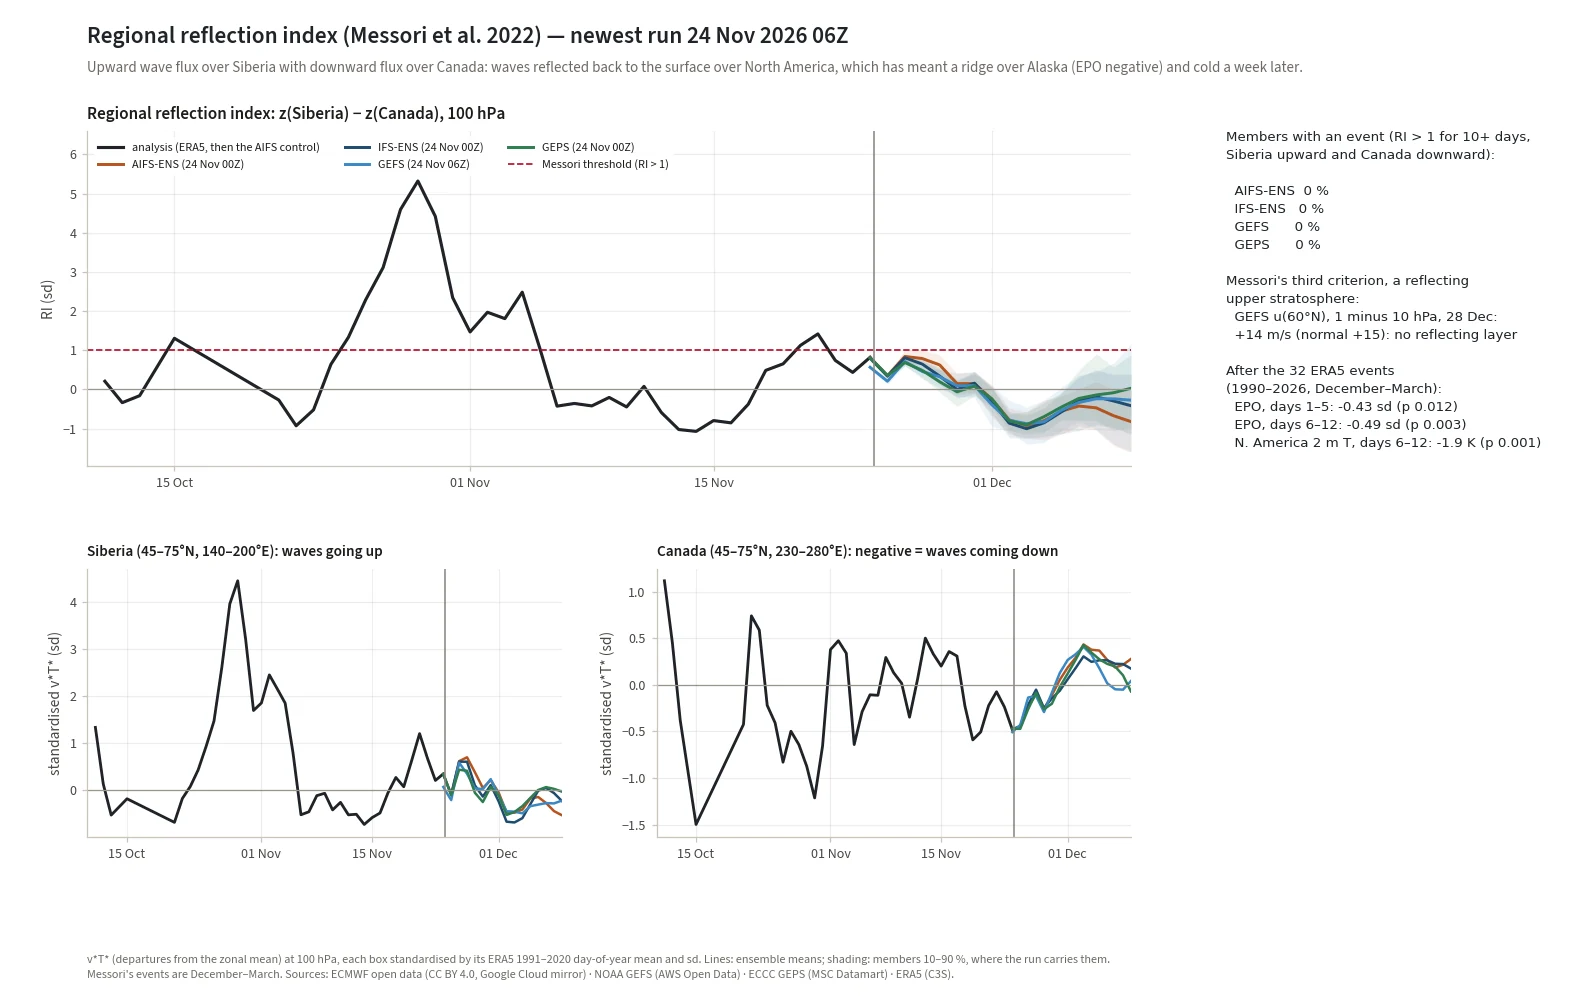 Regional reflection index (Messori et al. 2022) — newest run 24 Nov 2026 06Z
Upward wave flux over Siberia with downward flux over Canada: waves reflected back to the surface over North America, which has meant a ridge over Alaska (EPO negative) and cold a week later.
Regional reflection index: z(Siberia) − z(Canada), 100 hPa
analysis (ERA5, then the AIFS control)
AIFS-ENS (24 Nov 00Z)
IFS-ENS (24 Nov 00Z)
GEFS (24 Nov 06Z)
GEPS (24 Nov 00Z)
Messori threshold (RI > 1)
RI (sd)
6
5
4
3
2
1
0
−1
15 Oct
01 Nov
15 Nov
01 Dec
Members with an event (RI > 1 for 10+ days,
Siberia upward and Canada downward):
AIFS-ENS 0 %
IFS-ENS 0 %
GEFS 0 %
GEPS 0 %
Messori's third criterion, a reflecting
upper stratosphere:
GEFS u(60°N), 1 minus 10 hPa, 28 Dec:
+14 m/s (normal +15): no reflecting layer
After the 32 ERA5 events
(1990–2026, December–March):
EPO, days 1–5: -0.43 sd (p 0.012)
EPO, days 6–12: -0.49 sd (p 0.003)
N. America 2 m T, days 6–12: -1.9 K (p 0.001)
Siberia (45–75°N, 140–200°E): waves going up
standardised v*T* (sd)
4
3
2
1
0
15 Oct
01 Nov
15 Nov
01 Dec
Canada (45–75°N, 230–280°E): negative = waves coming down
standardised v*T* (sd)
1.0
0.5
0.0
−0.5
−1.0
−1.5
15 Oct
01 Nov
15 Nov
01 Dec
v*T* (departures from the zonal mean) at 100 hPa, each box standardised by its ERA5 1991–2020 day-of-year mean and sd. Lines: ensemble means; shading: members 10–90 %, where the run carries them.
Messori's events are December–March. Sources: ECMWF open data (CC BY 4.0, Google Cloud mirror) · NOAA GEFS (AWS Open Data) · ECCC GEPS (MSC Datamart) · ERA5 (C3S).